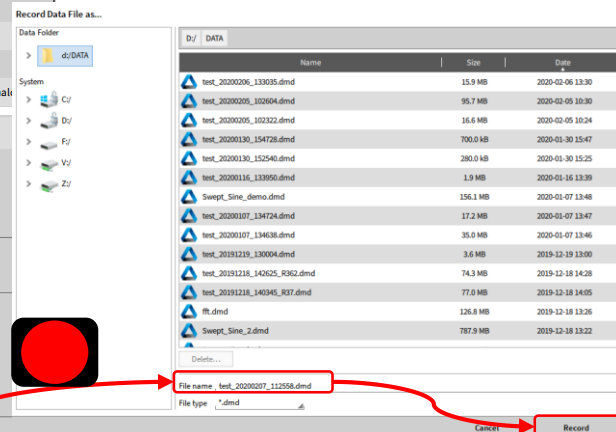 Record Data File as...
Data Folder
d:/DATA
System
C:/
D:/
F:/
V:/
Z:/
D:/ DATA
Name Size Date
test_20200206_133035.dmd 15.9 MB 2020-02-06 13:30
test_20200205_102604.dmd 95.7 MB 2020-02-05 10:30
test_20200205_102322.dmd 16.6 MB 2020-02-05 10:24
test_20200130_154728.dmd 700.0 kB 2020-01-30 15:47
test_20200130_152540.dmd 280.0 kB 2020-01-30 15:25
test_20200116_133950.dmd 1.9 MB 2020-01-16 13:39
Swept_Sine_demo.dmd 156.1 MB 2020-01-07 13:48
test_20200107_134724.dmd 17.2 MB 2020-01-07 13:47
test_20200107_134638.dmd 35.0 MB 2020-01-07 13:46
test_20191219_130004.dmd 3.6 MB 2019-12-19 13:00
test_20191218_142625_R362.dmd 74.3 MB 2019-12-18 14:28
test_20191218_140345_R37.dmd 77.0 MB 2019-12-18 14:05
fft.dmd 126.8 MB 2019-12-18 13:26
Swept_Sine_2.dmd 787.9 MB 2019-12-18 13:22
Delete...
File name test_20200207_112558.dmd
File type *.dmd
Cancel Record